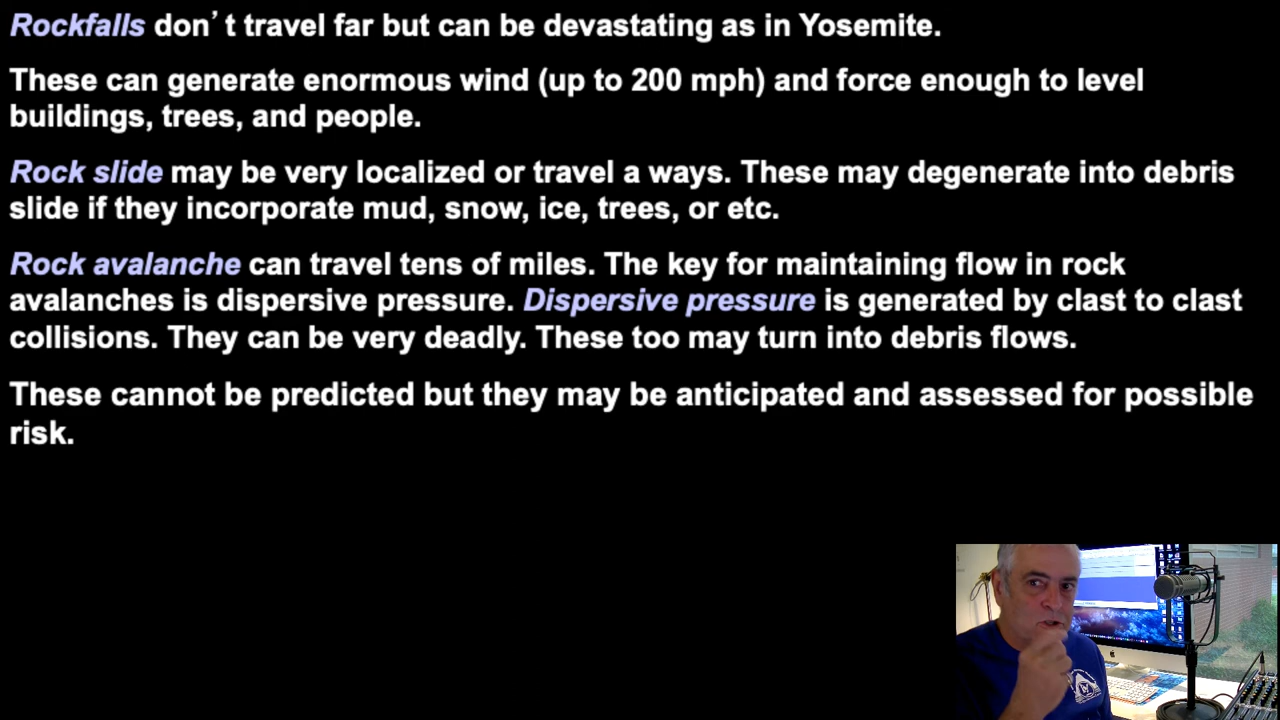 Rockfalls don’t travel far but can be devastating as in Yosemite.
These can generate enormous wind (up to 200 mph) and force enough to level
buildings, trees, and people.
Rock slide may be very localized or travel a ways. These may degenerate into debris
slide if they incorporate mud, snow, ice, trees, or etc.
Rock avalanche can travel tens of miles. The key for maintaining flow in rock
avalanches is dispersive pressure. Dispersive pressure is generated by clast to clast
collisions. They can be very deadly. These too may turn into debris flows.
These cannot be predicted but they may be anticipated and assessed for possible
risk.